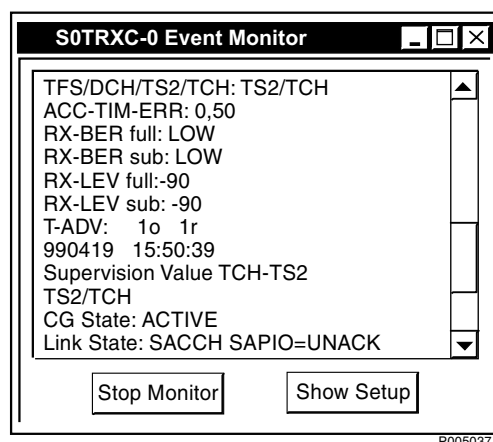 S0TRXC-0 Event Monitor
TFS/DCH/TS2/TCH: TS2/TCH
ACC-TIM-ERR: 0,50
RX-BER full: LOW
RX-BER sub: LOW
RX-LEV full:-90
RX-LEV sub: -90
T-ADV: 1o 1r
990419 15:50:39
Supervision Value TCH-TS2
TS2/TCH
CG State: ACTIVE
Link State: SACCH SAPIO=UNACK
Stop Monitor Show Setup
P005037